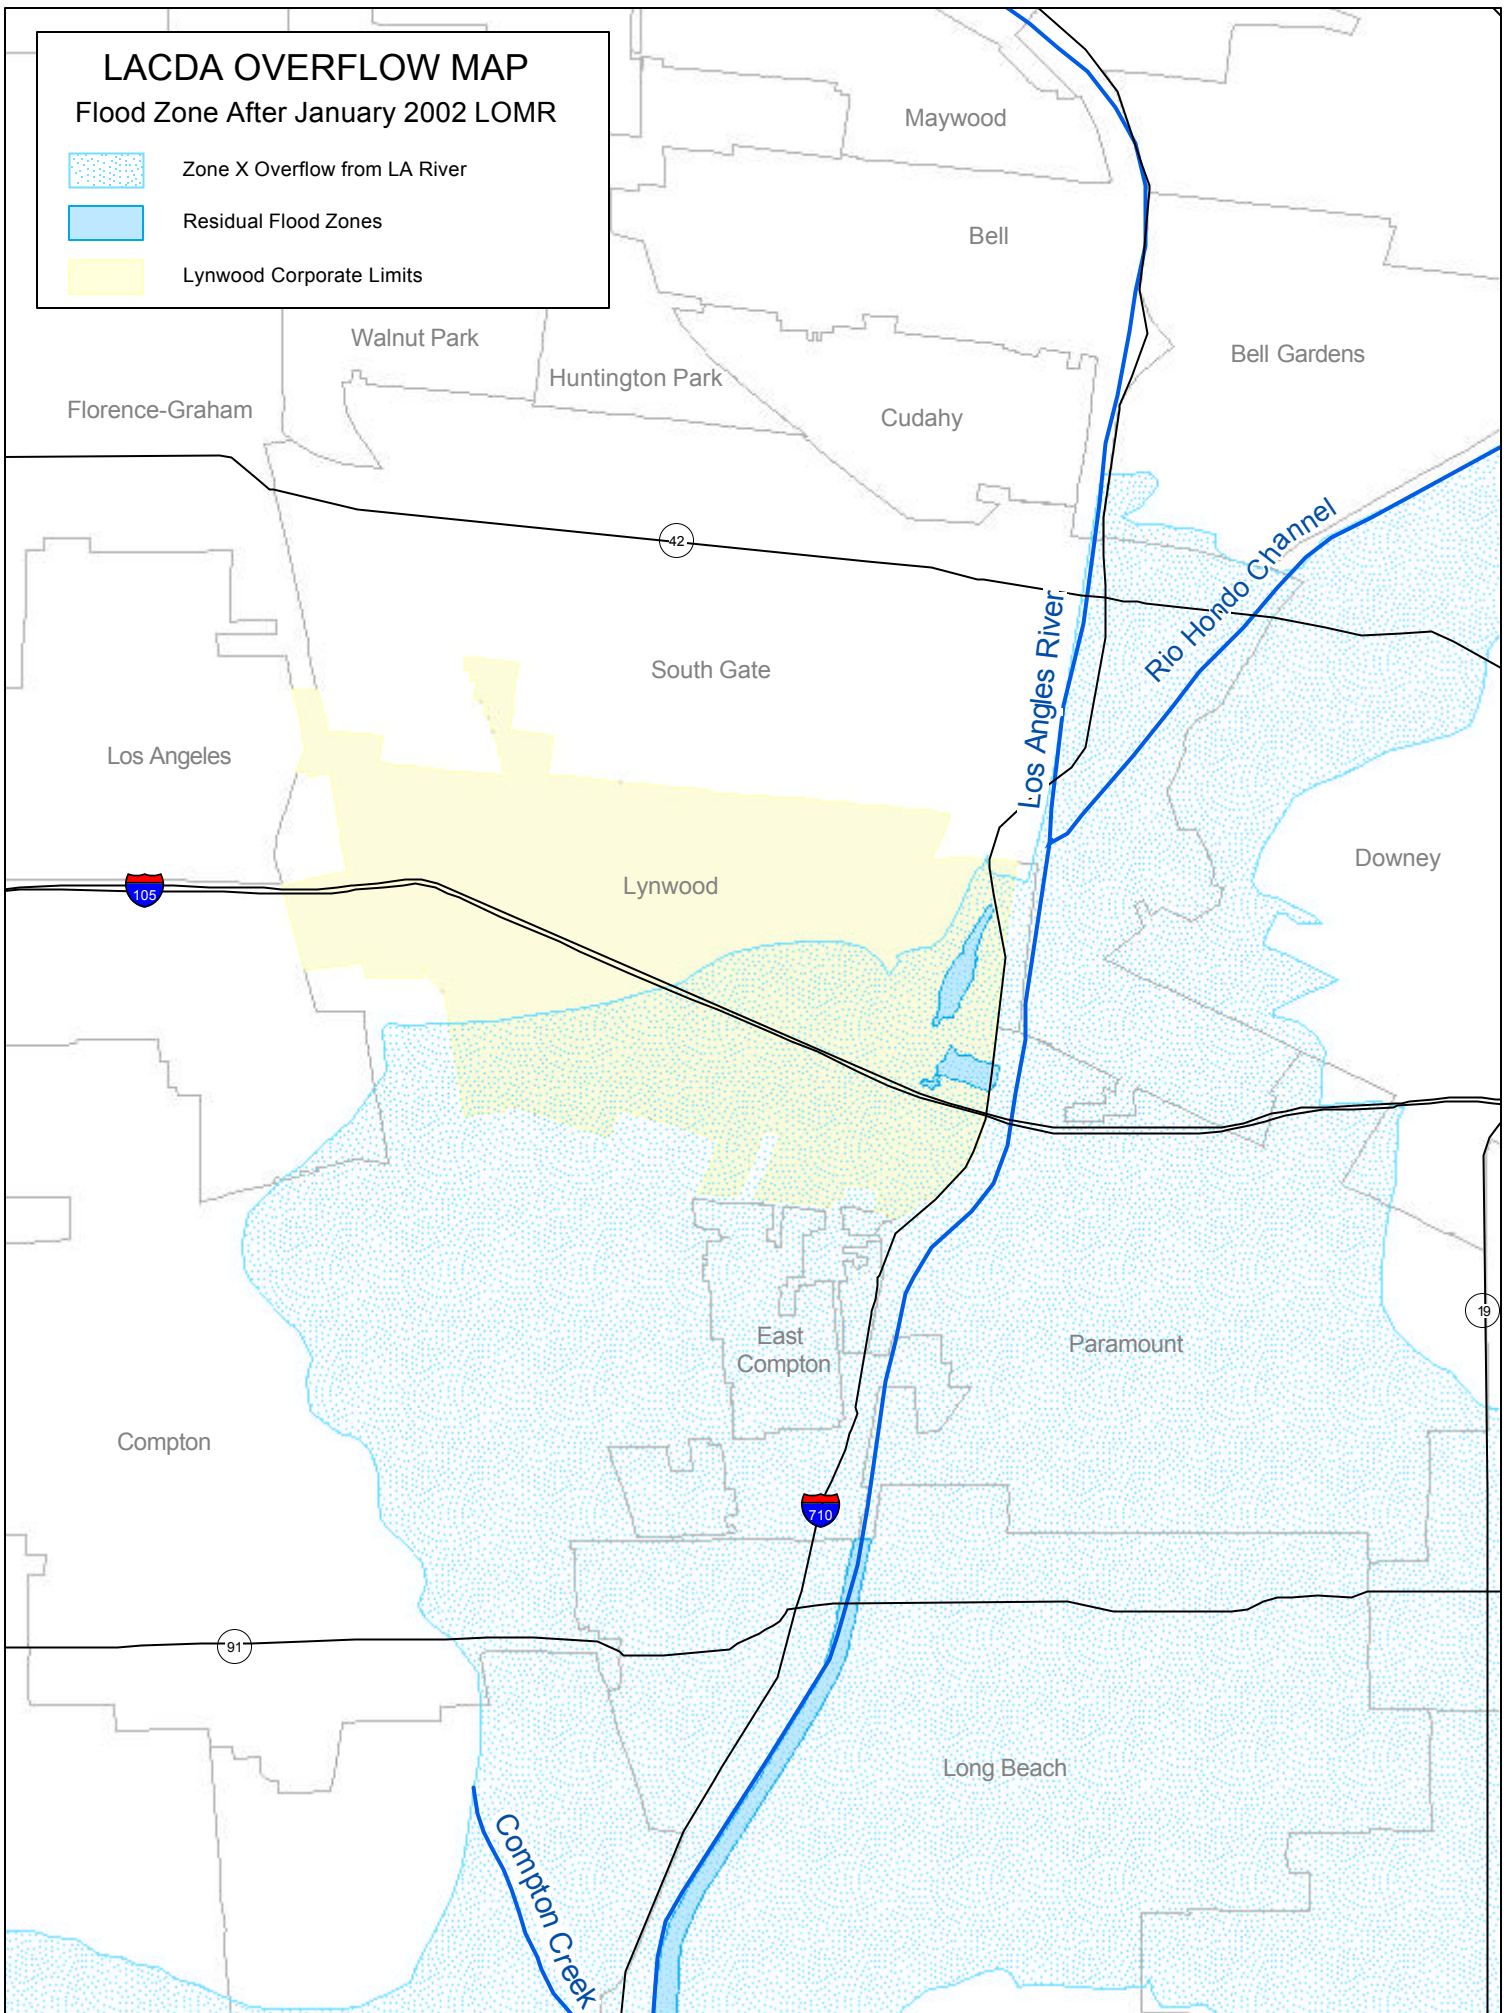 LACDA OVERFLOW MAP
Flood Zone After January 2002 LOMR
Zone X Overflow from LA River
Residual Flood Zones
Lynwood Corporate Limits
Maywood
Bell
Walnut Park
Huntington Park
Bell Gardens
Florence-Graham
Cudahy
42
Rio Hondo Channel
Los Angles River
South Gate
Los Angeles
Downey
Lynwood
105
19
East
Compton
Paramount
Compton
710
91
Long Beach
Compton Creek